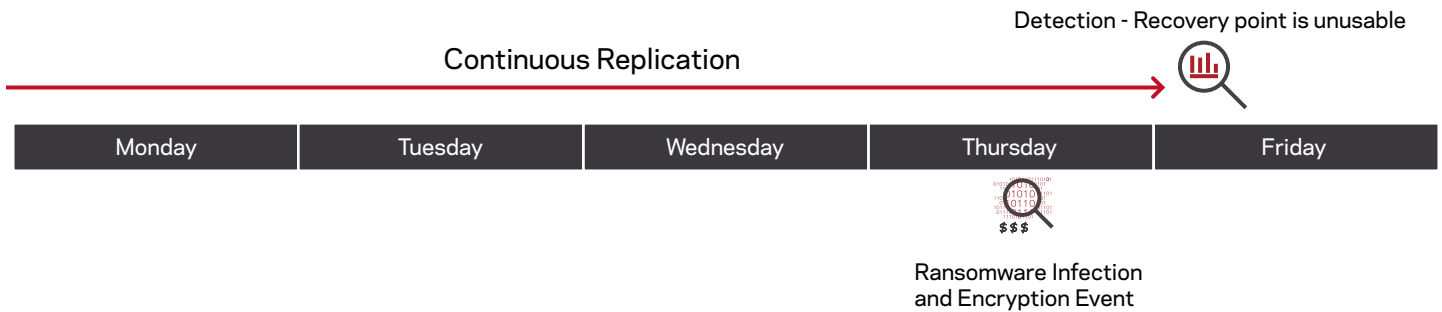 Detection - Recovery point is unusable
Continuous Replication
Monday
Tuesday
Wednesday
Thursday
Friday
$$$
Ransomware Infection
and Encryption Event